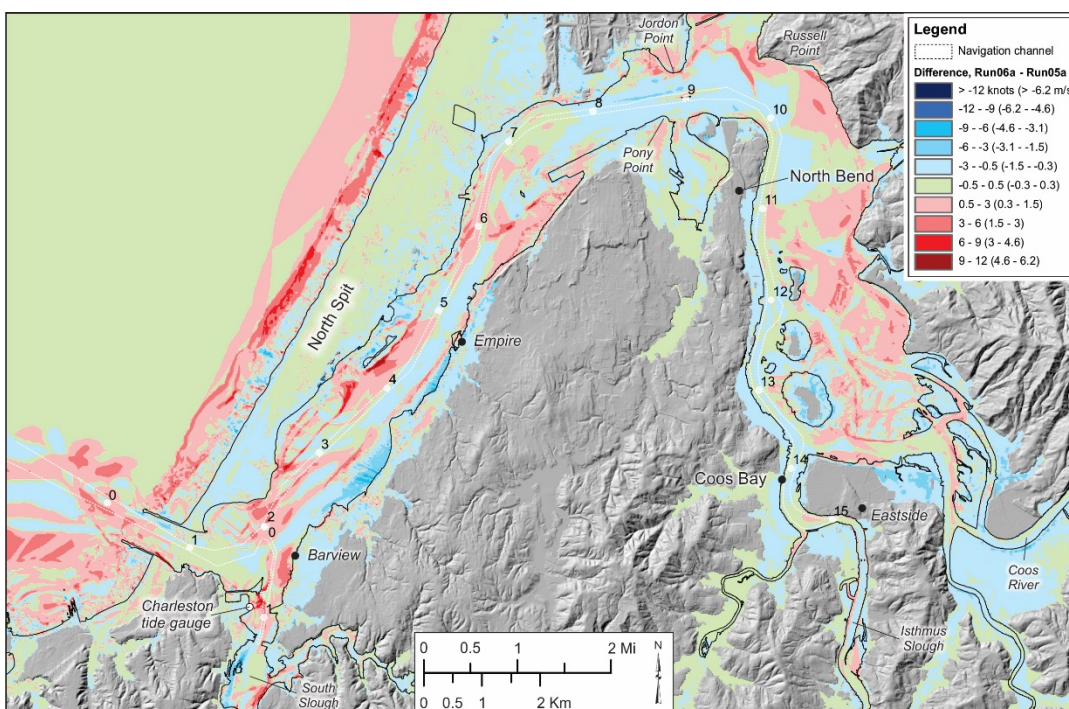 Jordon
Point
Russell
Point
Legend
Navigation channel
Difference, Run06a - Run05a
> -12 knots (> -6.2 m/s
-12 - -9 (-6.2 - -4.6)
-9 - -6 (-4.6 - -3.1)
-6 - -3 (-3.1 - -1.5)
-3 - -0.5 (-1.5 - -0.3)
-0.5 - 0.5 (-0.3 - 0.3)
0.5 - 3 (0.3 - 1.5)
3 - 6 (1.5 - 3)
6 - 9 (3 - 4.6)
9 - 12 (4.6 - 6.2)
9
8
10
7
Pony
Point
North Bend
11
6
North Spit
5
12
Empire
4
13
3
14
Coos Bay
0
2
0
15
Eastside
1
Barview
Coos
River
Charleston
tide gauge
Isthmus
Slough
South
Slough
0 0.5 1 2 Mi
0 0.5 1 2 Km
N